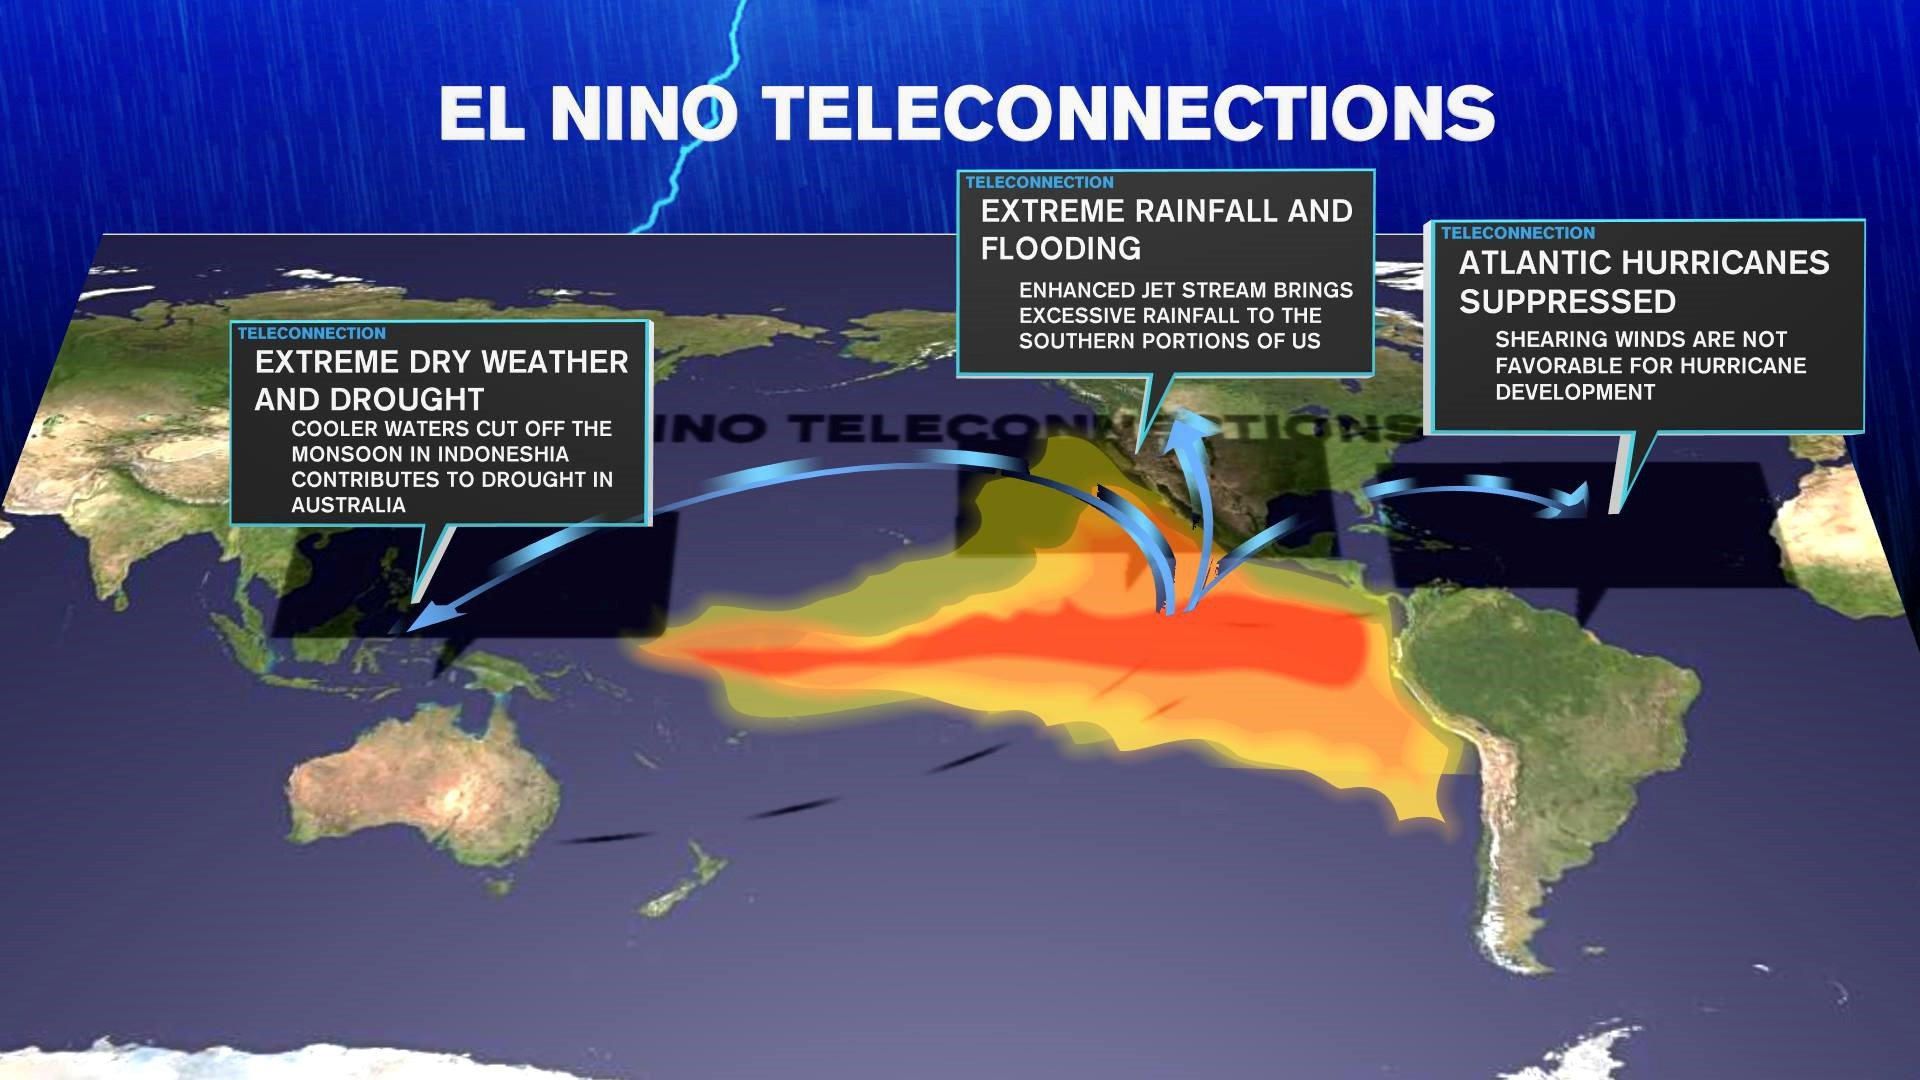 EL NINO TELECONNECTIONS
TELECONNECTION
EXTREME DRY WEATHER
AND DROUGHT
COOLER WATERS CUT OFF THE
MONSOON IN INDONESHIA
CONTRIBUTES TO DROUGHT IN
AUSTRALIA
TELECONNECTION
EXTREME RAINFALL AND
FLOODING
ENHANCED JET STREAM BRINGS
EXCESSIVE RAINFALL TO THE
SOUTHERN PORTIONS OF US
TELECONNECTION
ATLANTIC HURRICANES
SUPPRESSED
SHEARING WINDS ARE NOT
FAVORABLE FOR HURRICANE
DEVELOPMENT